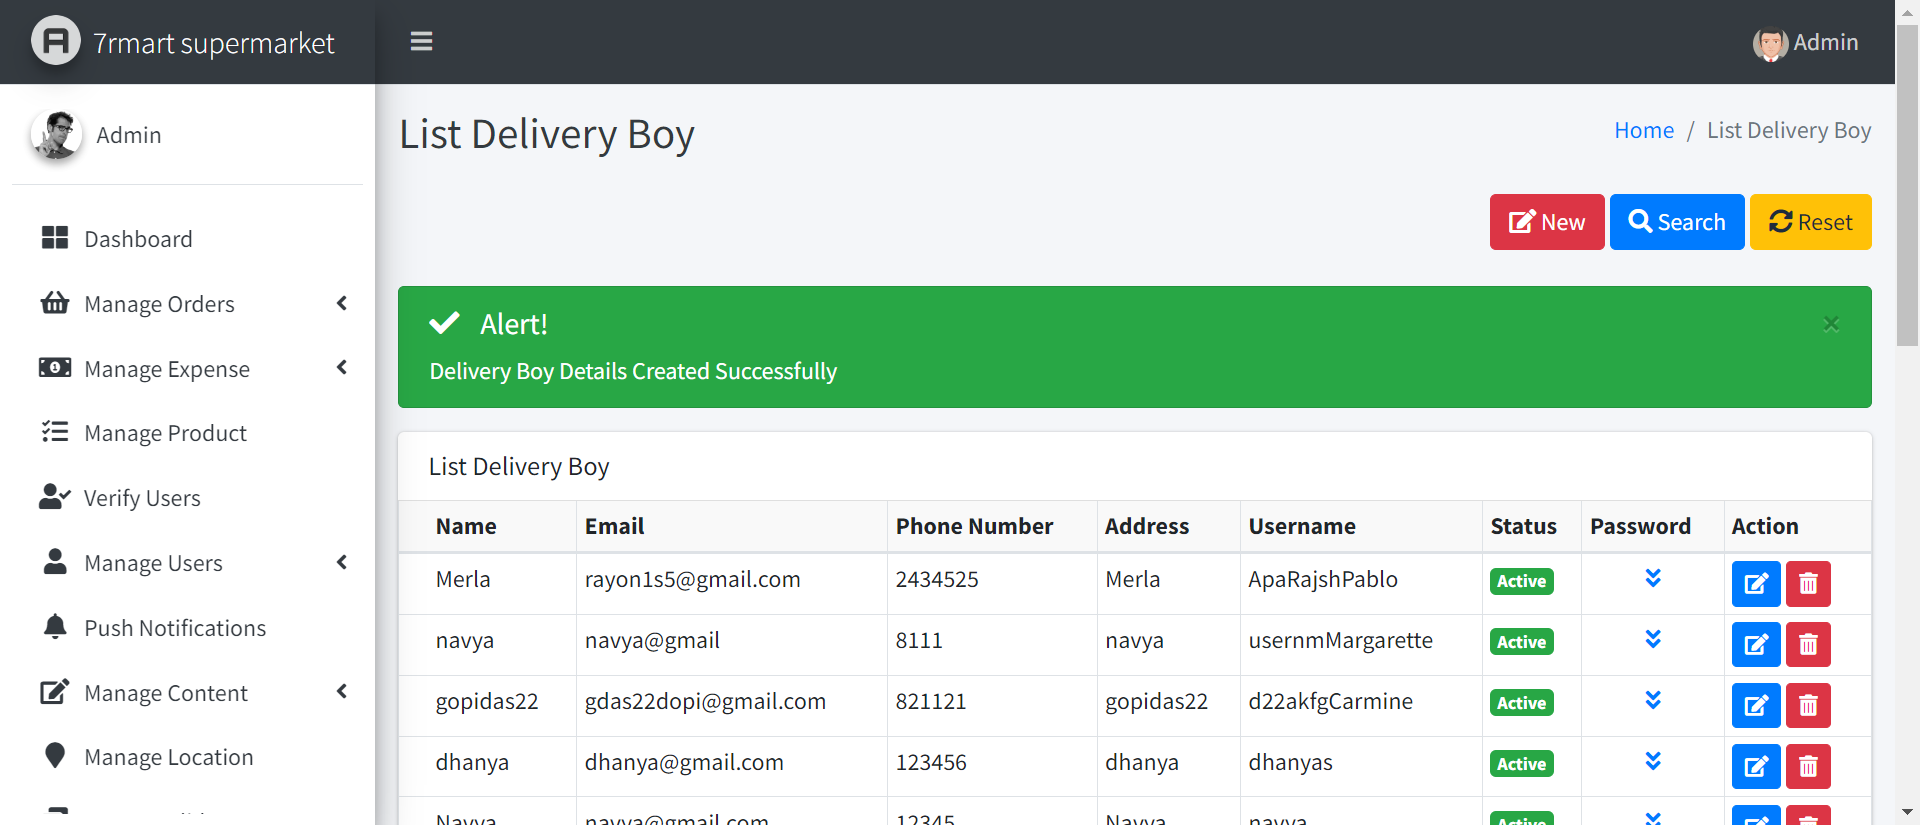 7rmart supermarket
Admin
Admin
Dashboard
Manage Orders
Manage Expense
Manage Product
Verify Users
Manage Users
Push Notifications
Manage Content
Manage Location
List Delivery Boy
Home / List Delivery Boy
New Search Reset
Alert!
×
Delivery Boy Details Created Successfully
List Delivery Boy
Name Email Phone Number Address Username Status Password Action
Merla rayon1s5@gmail.com 2434525 Merla ApaRajshPablo Active
navya navya@gmail 8111 navya usernmMargarette Active
gopidas22 gdas22dopi@gmail.com 821121 gopidas22 d22akfgCarmine Active
dhanya dhanya@gmail.com 123456 dhanya dhanyas Active
Navya navya@gmail.com 12345 Navya navya Active